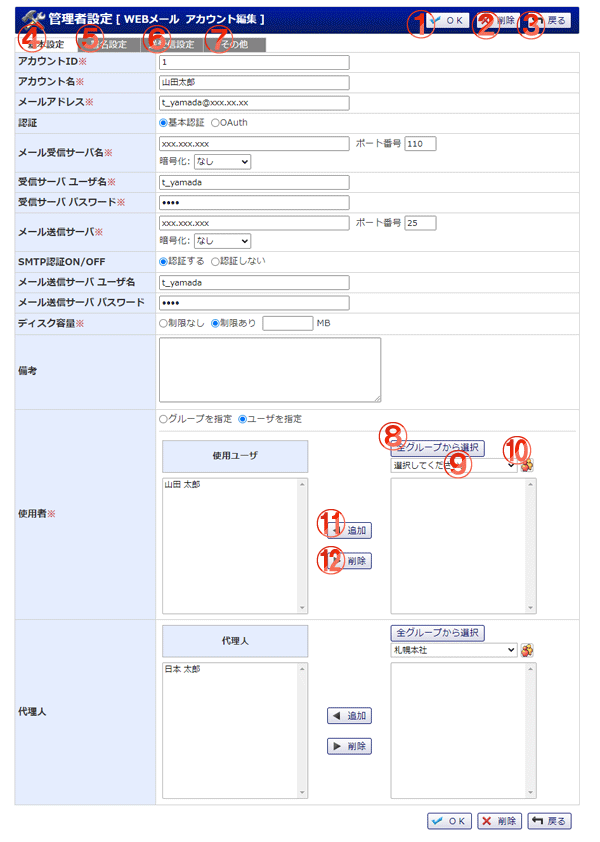 管理者設定 [ WEBメール アカウント編集 ]
① OK ② 削除 ③ 戻る
④ 基本設定 ⑤ 署名設定 ⑥ 送信設定 ⑦ その他
アカウントID※ 1
アカウント名※ 山田太郎
メールアドレス※ t_yamada@xxx.xx.xx
認証 基本認証 OAuth
メール受信サーバ名※ xxx.xxx.xxx ポート番号 110
暗号化: なし
受信サーバ ユーザ名※ t_yamada
受信サーバ パスワード※ ••••
メール送信サーバ※ xxx.xxx.xxx ポート番号 25
暗号化: なし
SMTP認証ON/OFF 認証する 認証しない
メール送信サーバ ユーザ名 t_yamada
メール送信サーバ パスワード ••••
ディスク容量※ 制限なし 制限あり MB
備考
グループを指定 ユーザを指定
⑧ 全グループから選択
使用ユーザ
選択してくださ ⑨ ⑩
使用者※
山田 太郎
⑪ 追加
⑫ 削除
代理人
全グループから選択
札幌本社
代理人
日本 太郎
追加
削除
OK 削除 戻る